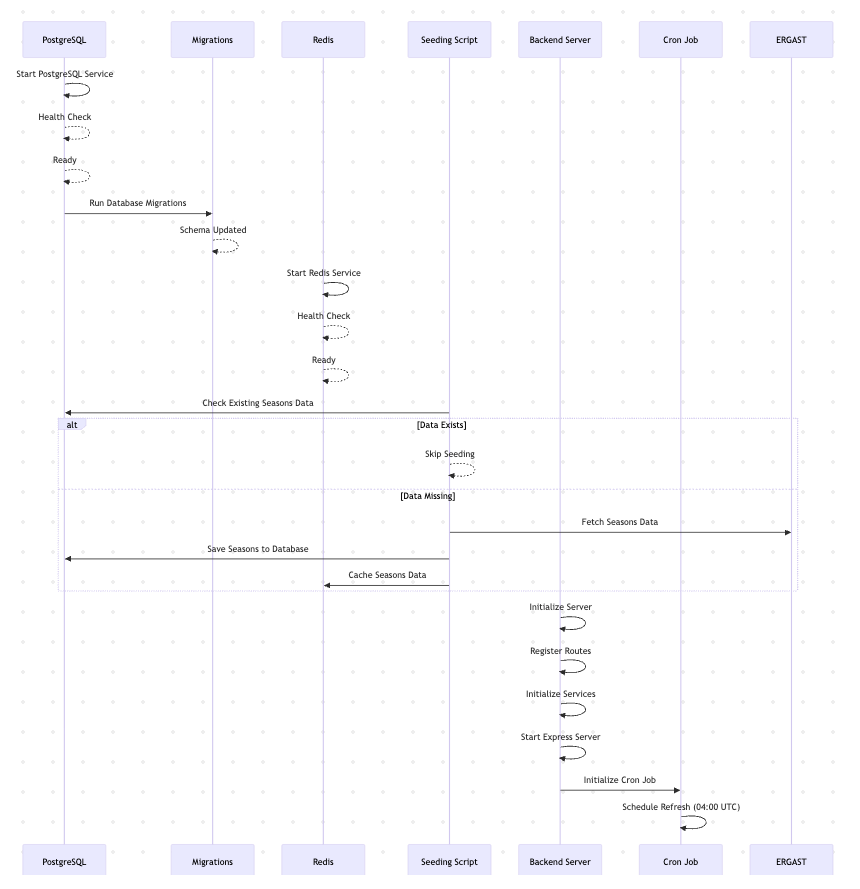 PostgreSQL
Migrations
Redis
Seeding Script
Backend Server
Cron Job
ERGAST
Start PostgreSQL Service
Health Check
Ready
Run Database Migrations
Schema Updated
Start Redis Service
Health Check
Ready
Check Existing Seasons Data
alt
[Data Exists]
Skip Seeding
[Data Missing]
Fetch Seasons Data
Save Seasons to Database
Cache Seasons Data
Initialize Server
Register Routes
Initialize Services
Start Express Server
Initialize Cron Job
Schedule Refresh (04:00 UTC)
PostgreSQL
Migrations
Redis
Seeding Script
Backend Server
Cron Job
ERGAST